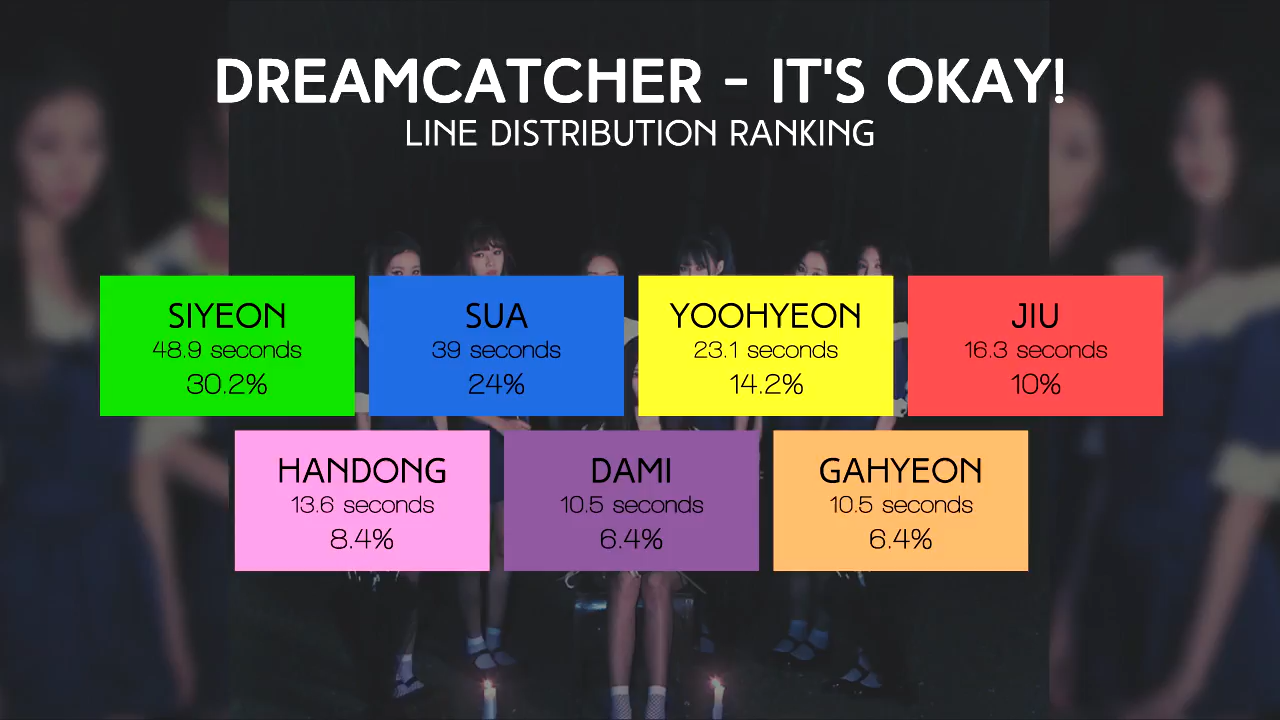 DREAMCATCHER - IT'S OKAY!
LINE DISTRIBUTION RANKING
SIYEON
48.9 seconds
30.2%
SUA
39 seconds
24%
YOOHYEON
23.1 seconds
14.2%
JIU
16.3 seconds
10%
HANDONG
13.6 seconds
8.4%
DAMI
10.5 seconds
6.4%
GAHYEON
10.5 seconds
6.4%